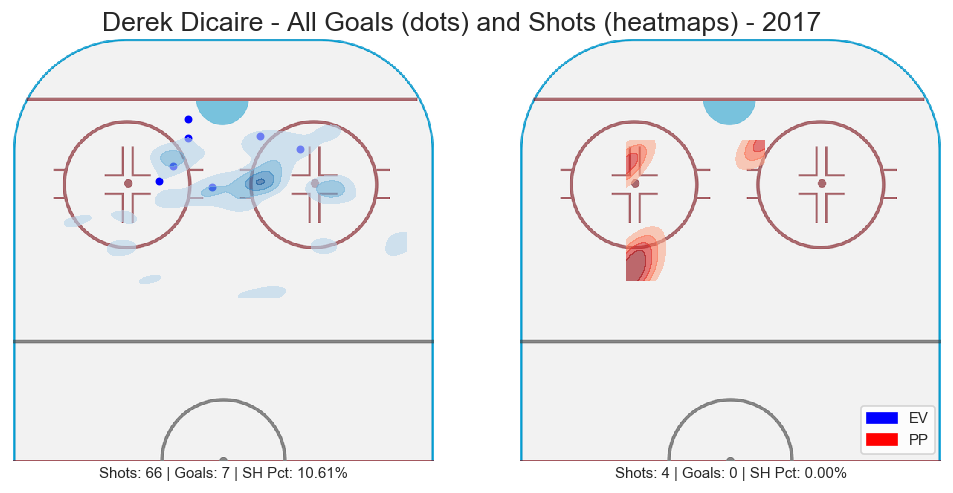 Derek Dicaire - All Goals (dots) and Shots (heatmaps) - 2017
EV
PP
Shots: 66 | Goals: 7 | SH Pct: 10.61%
Shots: 4 | Goals: 0 | SH Pct: 0.00%